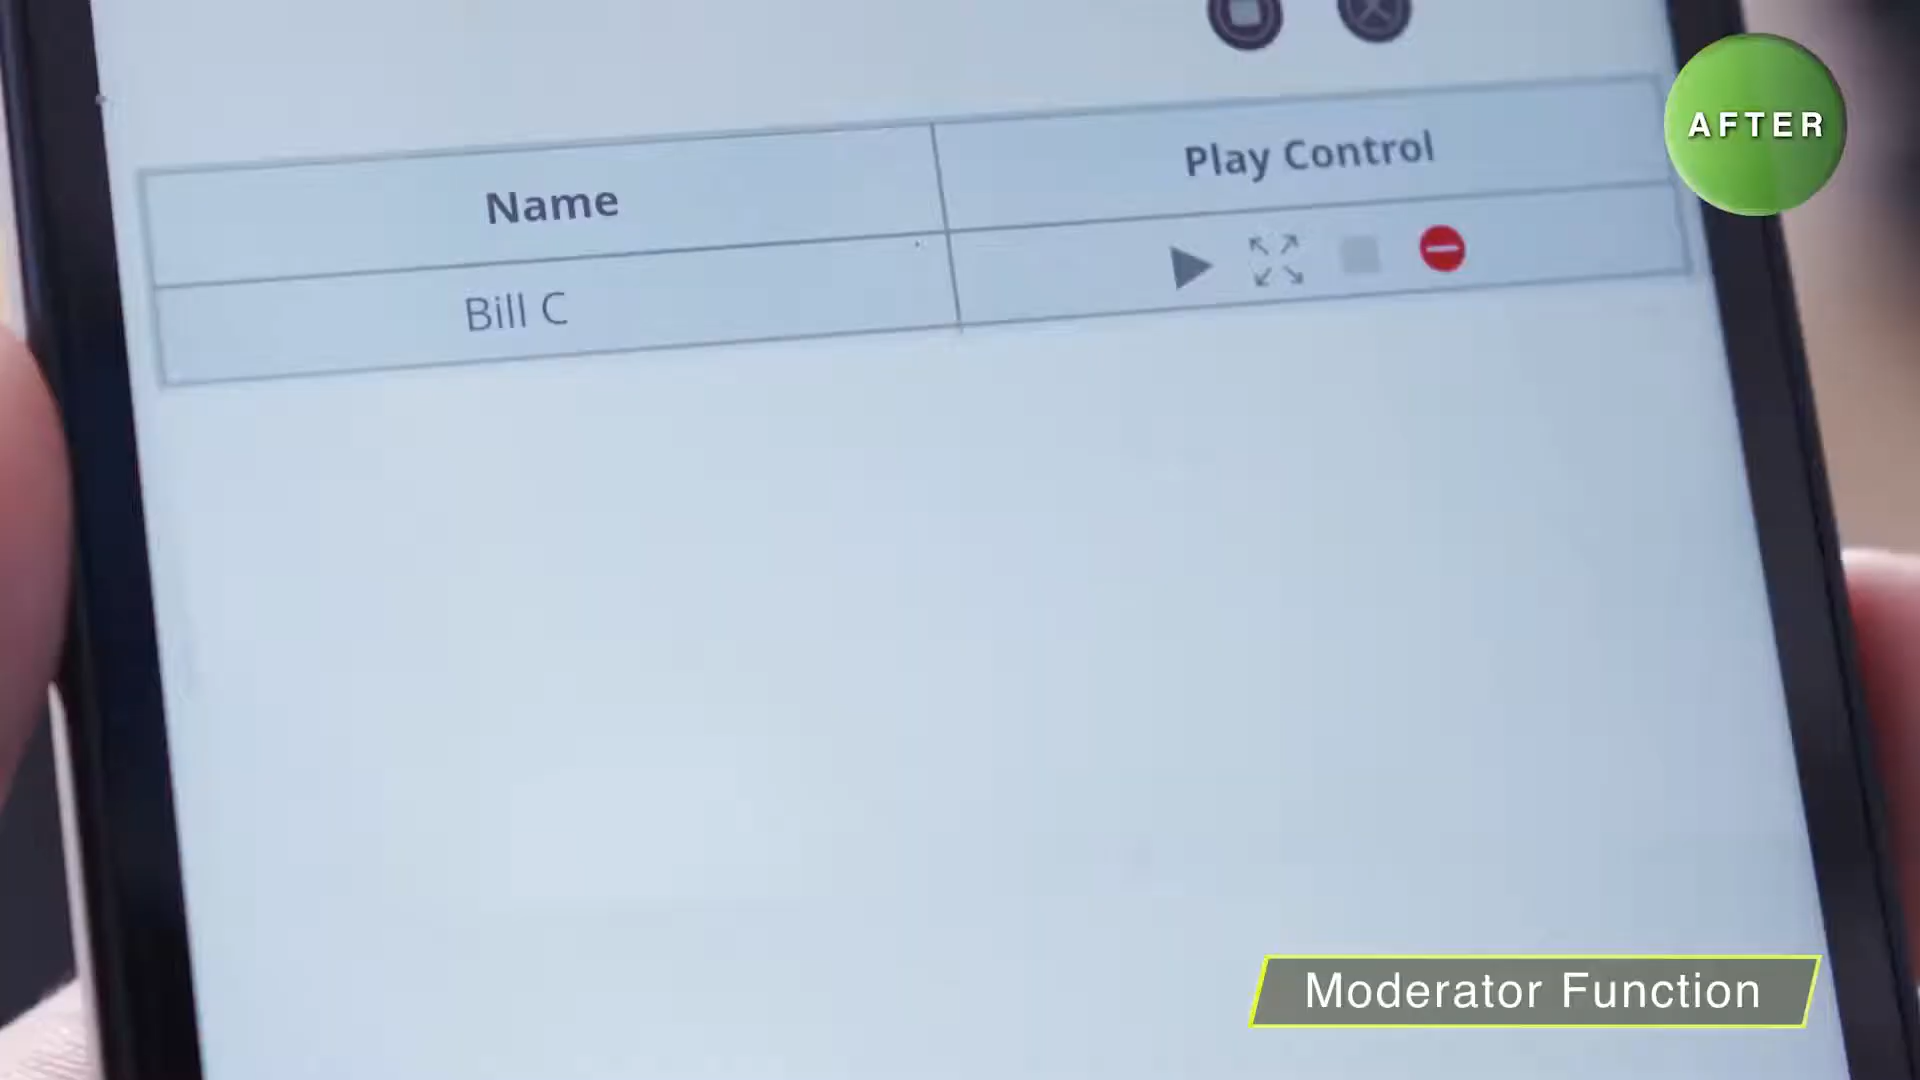 AFTER
Name
Play Control
Bill C
Moderator Function